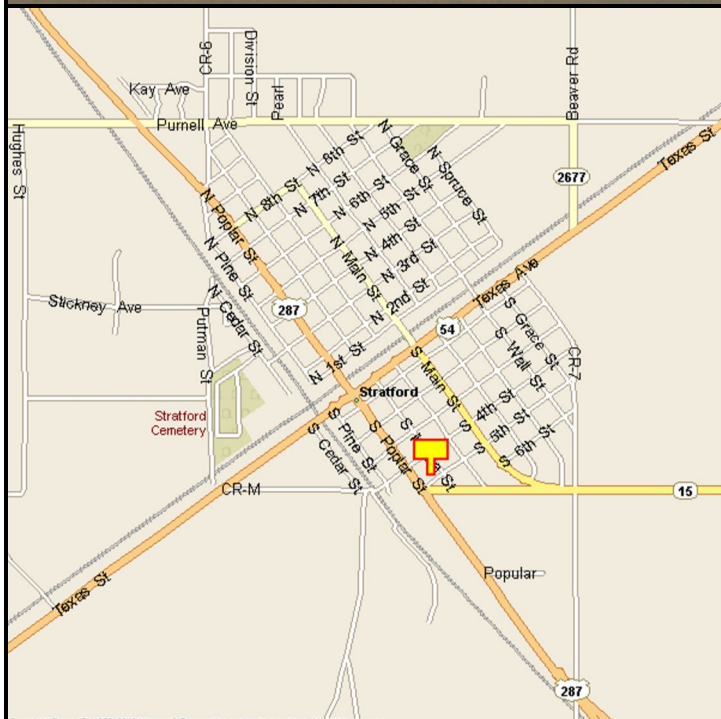 CR-9
Division St
Pearl
Kay Ave
Purnell Ave
Beaver Rd
Hughes St
N Grace St
N Spruce St
N 8th St
N 8th St
N 7th St
N 6th St
N 5th St
N 4th St
N 3rd St
N 2nd St
N 1st St
Texas St
2677
N Poplar St
N Main St
N Pine St
N Cedar St
Texas Ave
Stickney Ave
287
54
Putman St
S Grace St
S Wall St
CR-7
S Main St
Stratford
Stratford
Cemetery
S 4th St
S 5th St
S 6th St
S Pine St
S Cedar St
S Poplar St
CR-M
15
Texas St
Popular
287